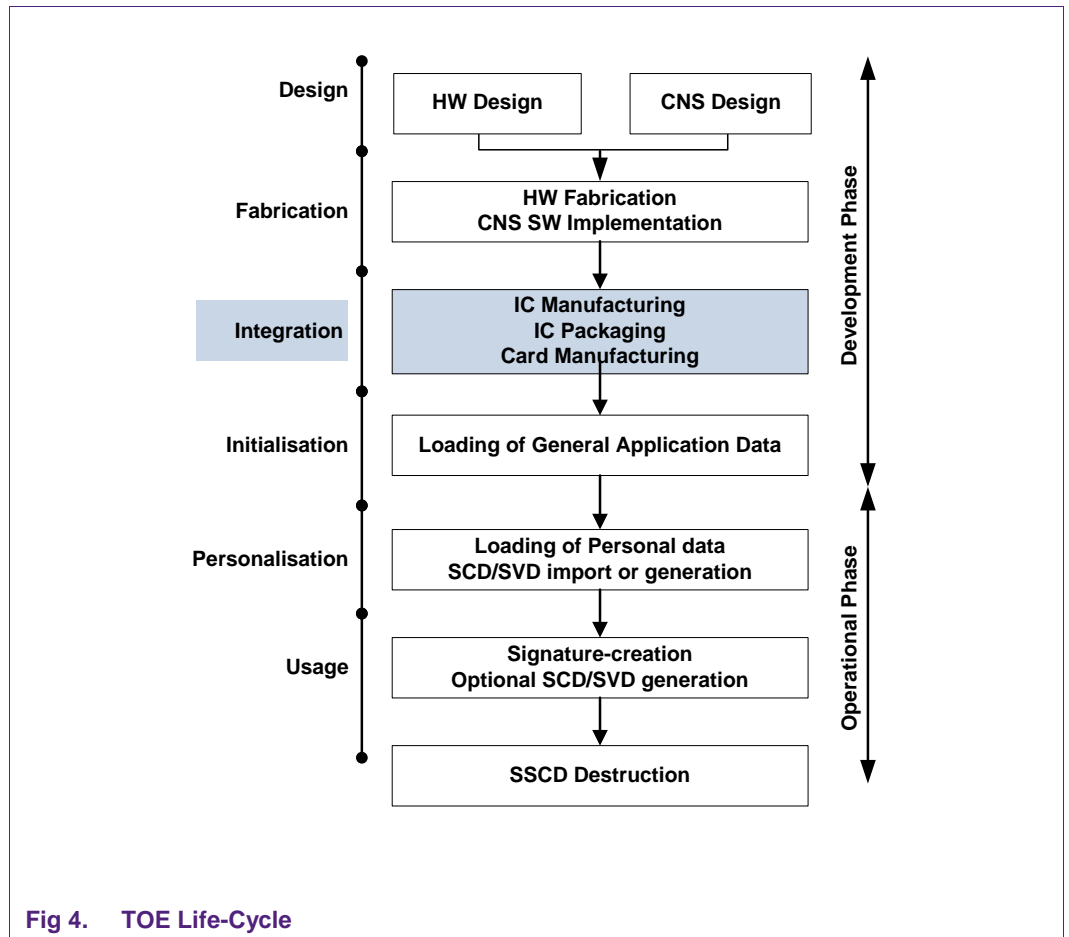 Design
HW Design
CNS Design
Fabrication
HW Fabrication
CNS SW Implementation
Integration
IC Manufacturing
IC Packaging
Card Manufacturing
Initialisation
Loading of General Application Data
Development Phase
Personalisation
Loading of Personal data
SCD/SVD import or generation
Usage
Signature-creation
Optional SCD/SVD generation
SSCD Destruction
Operational Phase
Fig 4. TOE Life-Cycle